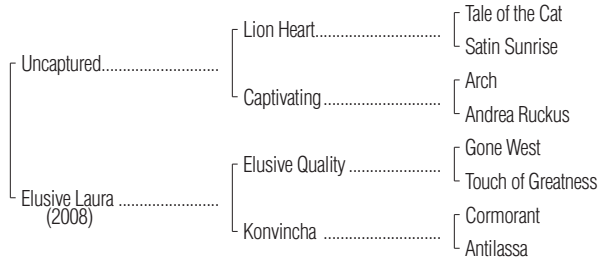 Tale of the Cat
Lion Heart
Satin Sunrise
Uncaptured
Arch
Captivating
Andrea Ruckus
Gone West
Elusive Quality
Touch of Greatness
Elusive Laura
(2008)
Cormorant
Konvincha
Antilassa